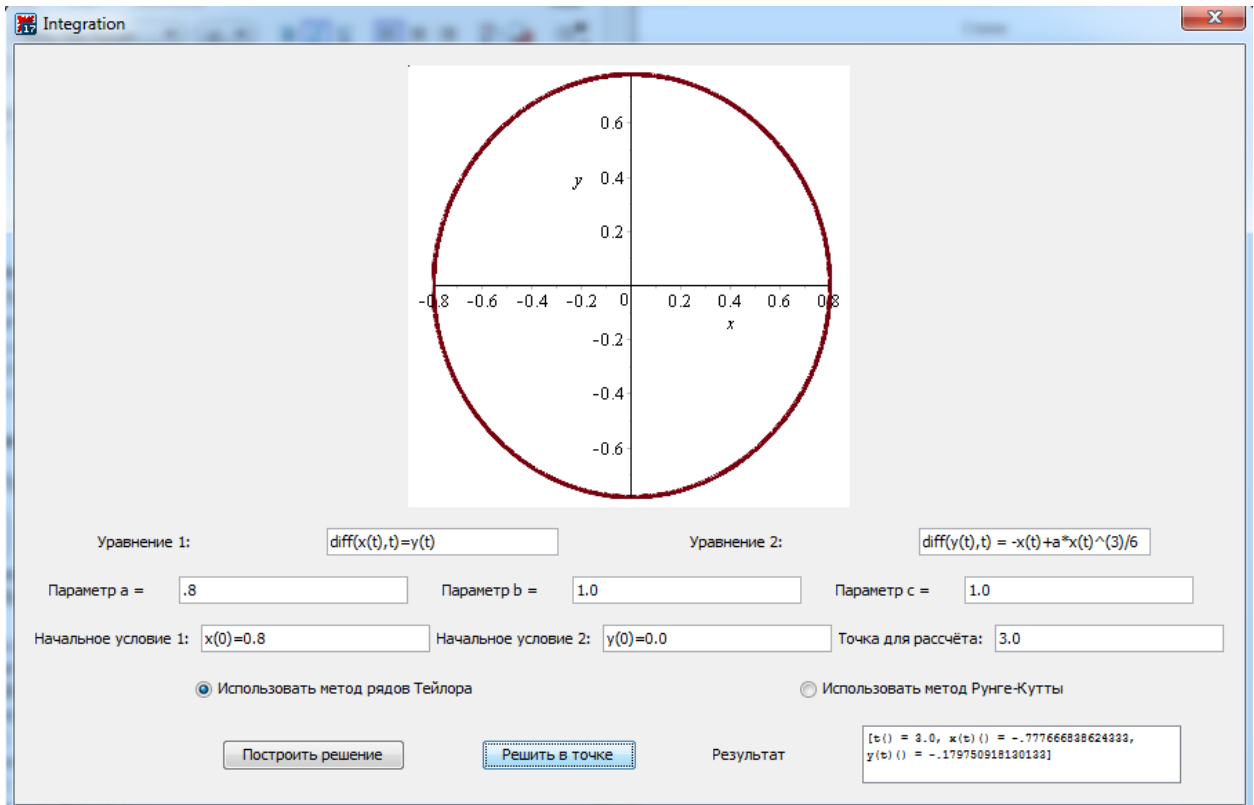 Integration
0.6
y 0.4
0.2
-0.8 -0.6 -0.4 -0.2 0 0.2 0.4 0.6 0.8
x
-0.2
-0.4
-0.6
Уравнение 1: diff(x(t),t)=y(t) Уравнение 2: diff(y(t),t) = -x(t)+a*x(t)^(3)/6
Параметр a = .8 Параметр b = 1.0 Параметр c = 1.0
Начальное условие 1: x(0)=0.8 Начальное условие 2: y(0)=0.0 Точка для рассчёта: 3.0
Использовать метод рядов Тейлора Использовать метод Рунге-Кутты
Построить решение Решить в точке Результат
[t() = 3.0, x(t)() = -.777666838624333,
y(t)() = -.179750918130133]